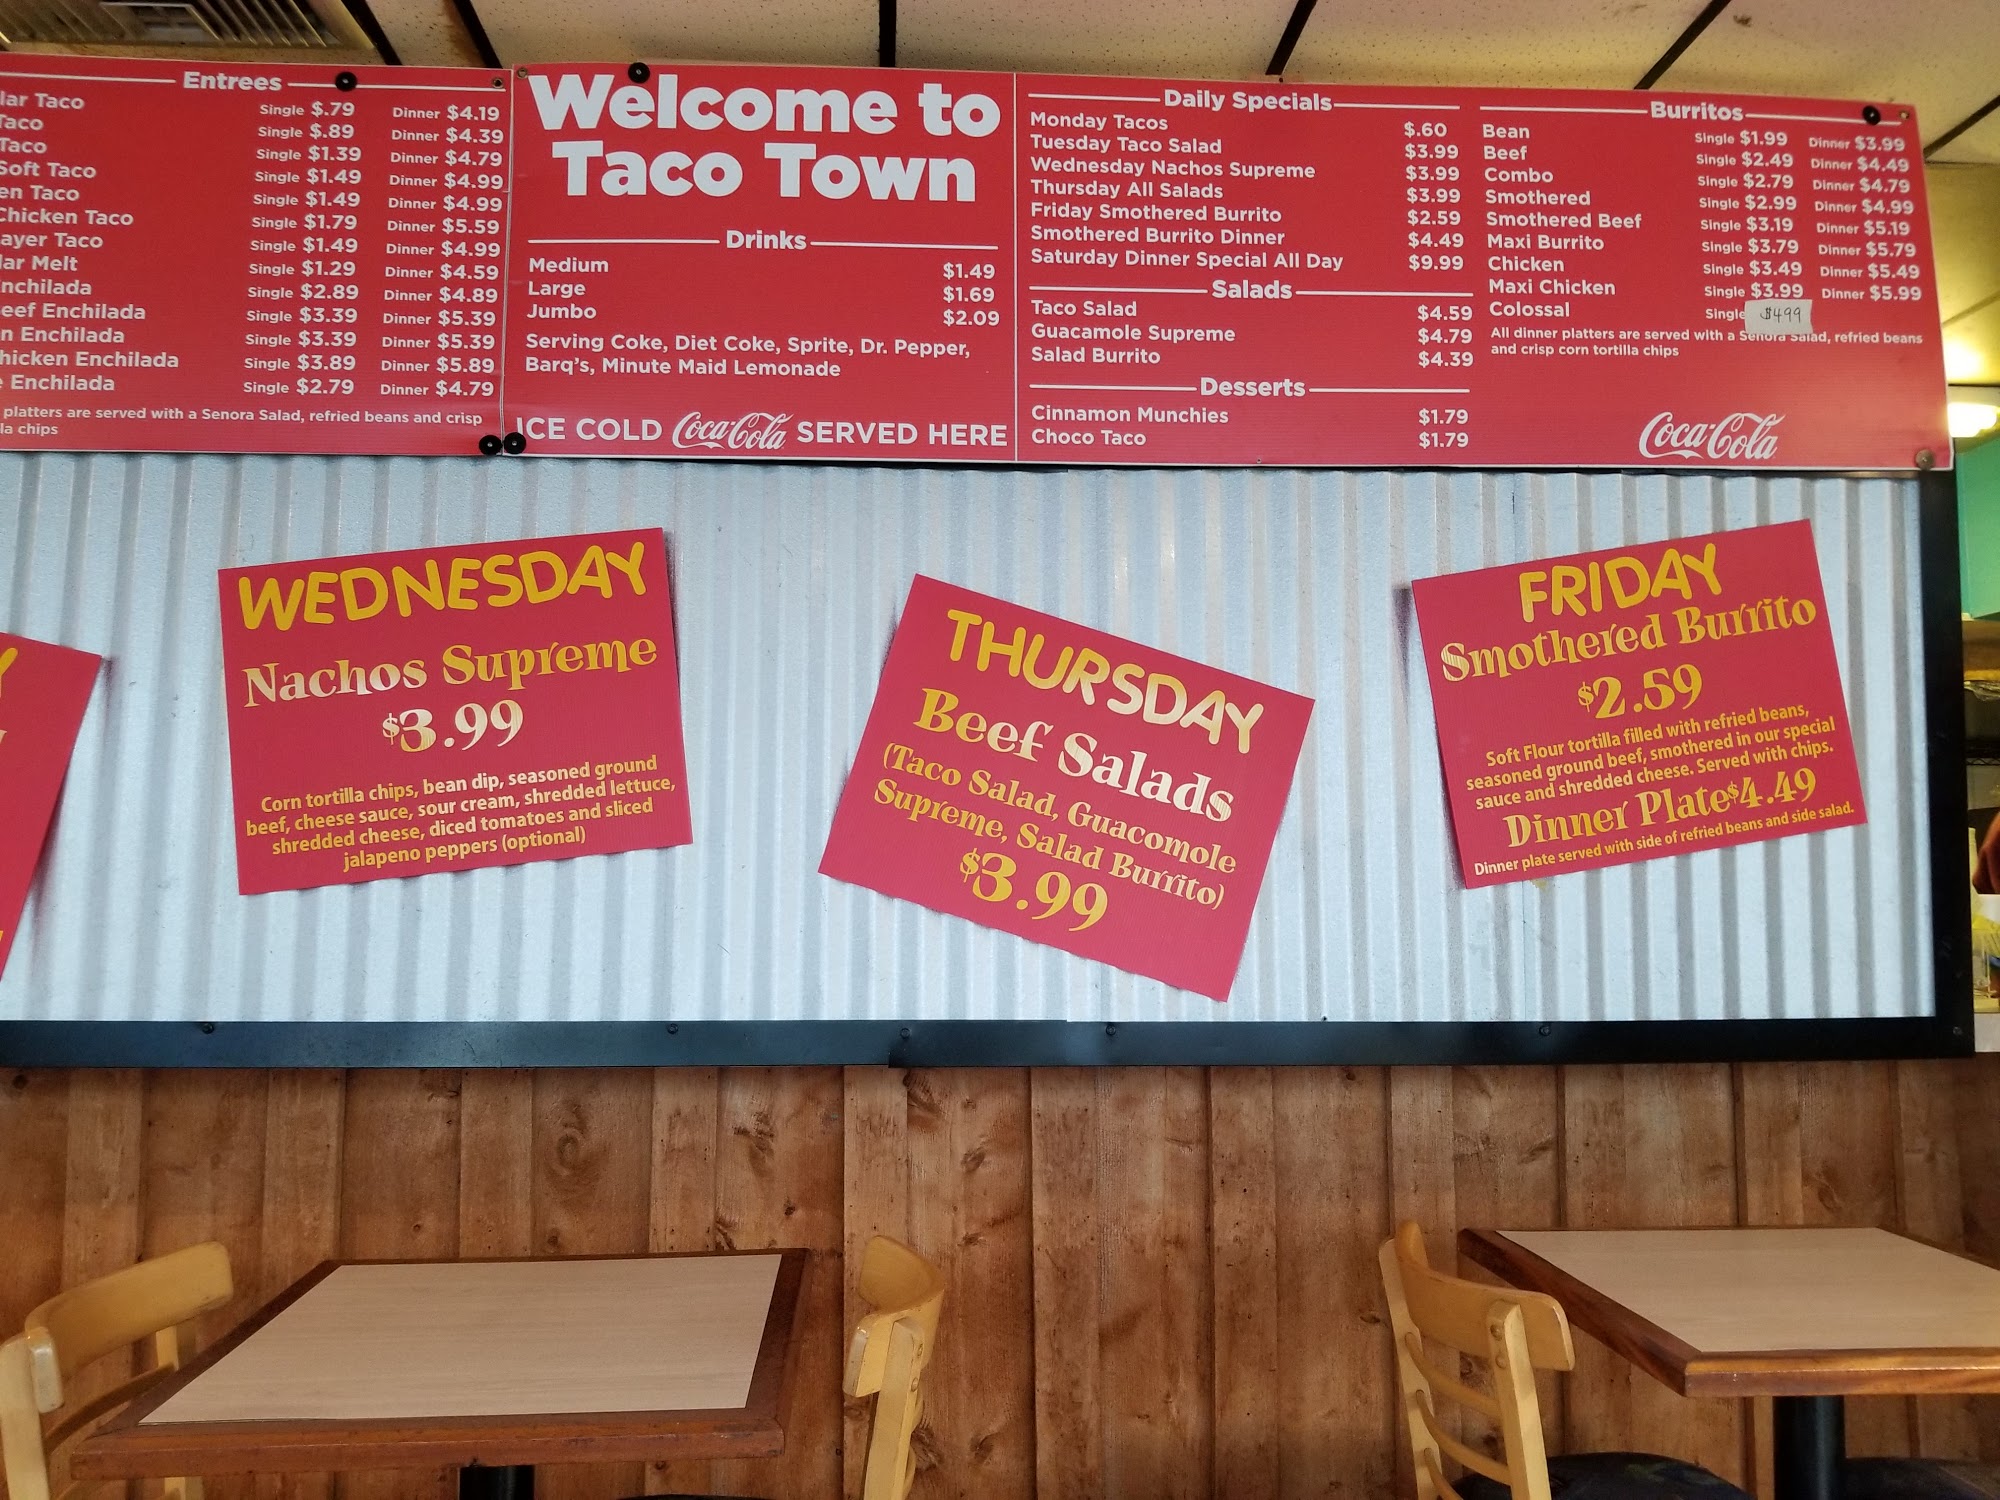 Entrees
lar Taco Single $.79 Dinner $4.19
Taco Single $.89 Dinner $4.39
Taco Single $1.39 Dinner $4.79
Soft Taco Single $1.49 Dinner $4.99
en Taco Single $1.49 Dinner $4.99
Chicken Taco Single $1.79 Dinner $5.59
ayer Taco Single $1.49 Dinner $4.99
lar Melt Single $1.29 Dinner $4.59
nchilada Single $2.89 Dinner $4.89
eef Enchilada Single $3.39 Dinner $5.39
n Enchilada Single $3.39 Dinner $5.39
hicken Enchilada Single $3.89 Dinner $5.89
e Enchilada Single $2.79 Dinner $4.79
platters are served with a Senora Salad, refried beans and crisp
la chips
Welcome to
Taco Town
Drinks
Medium $1.49
Large $1.69
Jumbo $2.09
Serving Coke, Diet Coke, Sprite, Dr. Pepper,
Barq's, Minute Maid Lemonade
ICE COLD Coca-Cola SERVED HERE
Daily Specials
Monday Tacos $.60
Tuesday Taco Salad $3.99
Wednesday Nachos Supreme $3.99
Thursday All Salads $3.99
Friday Smothered Burrito $2.59
Smothered Burrito Dinner $4.49
Saturday Dinner Special All Day $9.99
Salads
Taco Salad $4.59
Guacamole Supreme $4.79
Salad Burrito $4.39
Desserts
Cinnamon Munchies $1.79
Choco Taco $1.79
Burritos
Bean Single $1.99 Dinner $3.99
Beef Single $2.49 Dinner $4.49
Combo Single $2.79 Dinner $4.79
Smothered Single $2.99 Dinner $4.99
Smothered Beef Single $3.19 Dinner $5.19
Maxi Burrito Single $3.79 Dinner $5.79
Chicken Single $3.49 Dinner $5.49
Maxi Chicken Single $3.99 Dinner $5.99
Colossal Single $499
All dinner platters are served with a Senora Salad, refried beans
and crisp corn tortilla chips
Coca-Cola
WEDNESDAY
Nachos Supreme
$3.99
Corn tortilla chips, bean dip, seasoned ground
beef, cheese sauce, sour cream, shredded lettuce,
shredded cheese, diced tomatoes and sliced
jalapeno peppers (optional)
THURSDAY
Beef Salads
(Taco Salad, Guacomole
Supreme, Salad Burrito)
$3.99
FRIDAY
Smothered Burrito
$2.59
Soft Flour tortilla filled with refried beans,
seasoned ground beef, smothered in our special
sauce and shredded cheese. Served with chips.
Dinner Plate $4.49
Dinner plate served with side of refried beans and side salad.